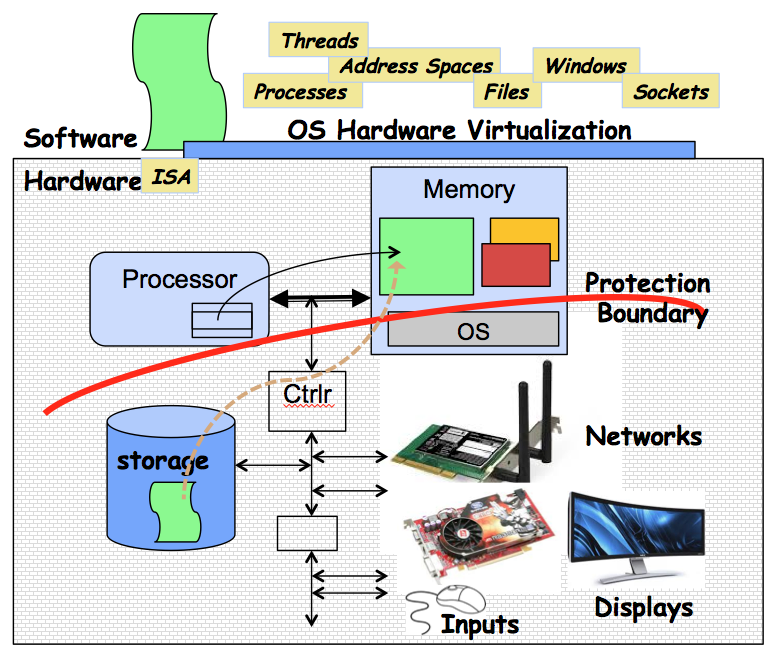 Threads
Address Spaces
Windows
Processes
Files
Sockets
OS Hardware Virtualization
Software
Hardware
ISA
Memory
Processor
Protection
Boundary
OS
Ctrlr
Networks
storage
Displays
Inputs